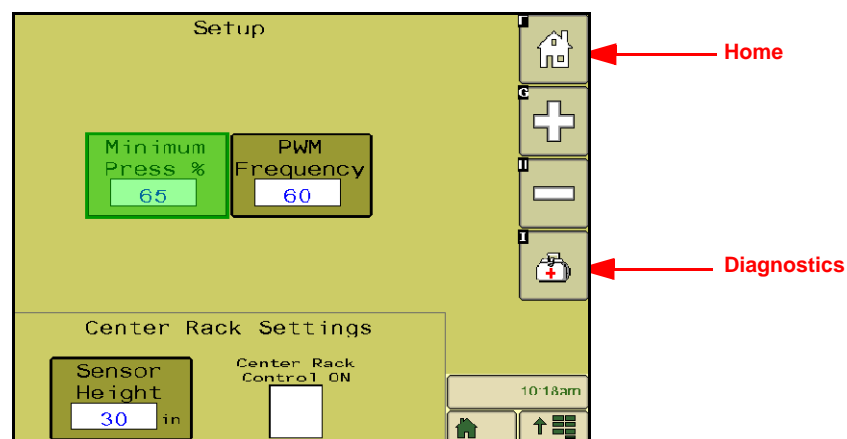 Setup
F
Home
G
Minimum
Press %
65
PWM
Frequency
60
H
I
Diagnostics
Center Rack Settings
Sensor
Height
30 in
Center Rack
Control ON
10:18am